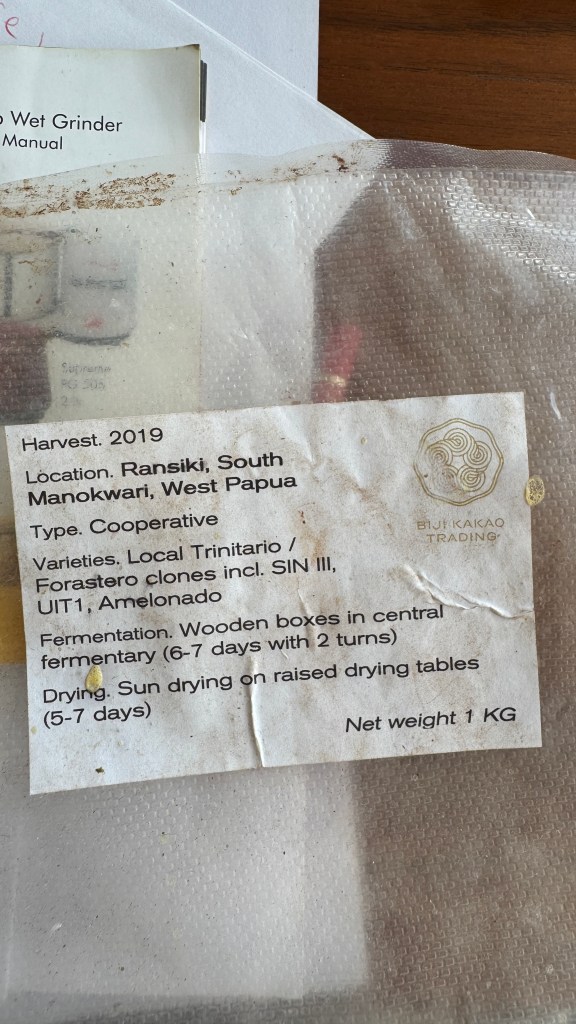 Wet Grinder
Manual
Supreme
Harvest. 2019
Location. Ransiki, South
Manokwari, West Papua
Type. Cooperative
Varieties. Local Trinitario /
Forastero clones incl. SIN III,
UIT1, Amelonado
Fermentation. Wooden boxes in central
fermentary (6-7 days with 2 turns)
Drying. Sun drying on raised drying tables
(5-7 days)
Net weight 1 KG
BIJI KAKAO
TRADING